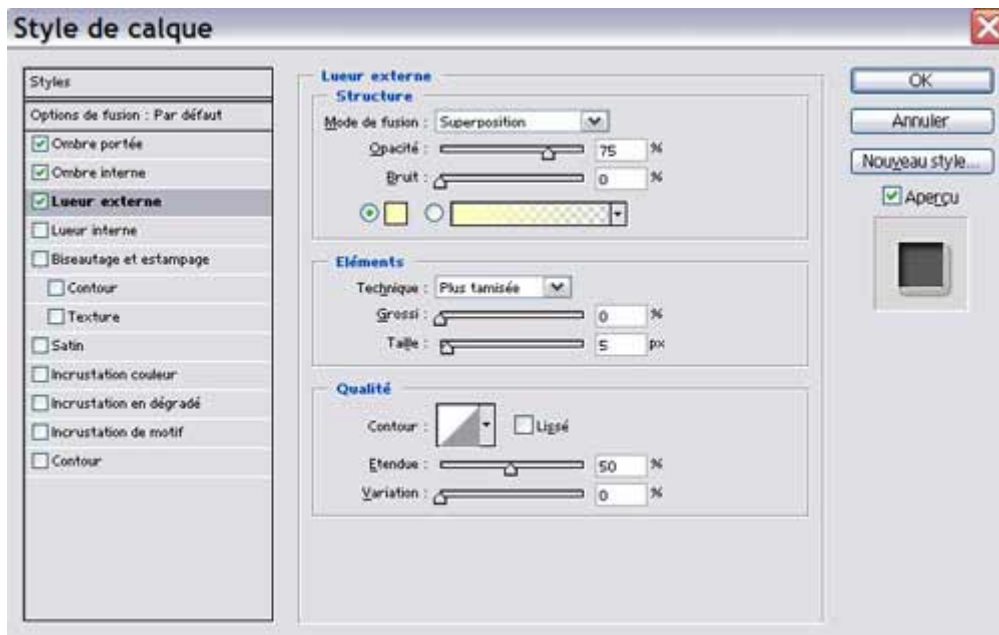 Style de calque
Styles
Options de fusion : Par défaut
Ombre portée
Ombre interne
Lueur externe
Lueur interne
Biseautage et estampage
Contour
Texture
Satin
Incrustation couleur
Incrustation en dégradé
Incrustation de motif
Contour
Lueur externe
Structure
Mode de fusion : Superposition
Opacité : 75 %
Bruit : 0 %
Eléments
Technique : Plus tamisée
Grossi : 0 %
Taille : 5 px
Qualité
Contour : Lissé
Etendue : 50 %
Variation : 0 %
OK
Annuler
Nouveau style...
Aperçu